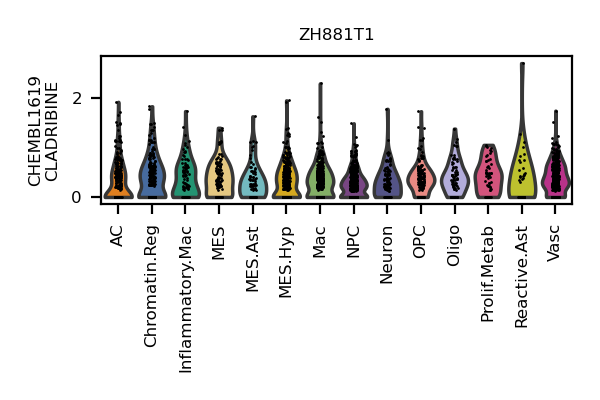 ZH881T1
CHEMBL1619
CLADRIBINE
2
0
AC
Chromatin.Reg
Inflammatory.Mac
MES
MES.Ast
MES.Hyp
Mac
NPC
Neuron
OPC
Oligo
Prolif.Metab
Reactive.Ast
Vasc